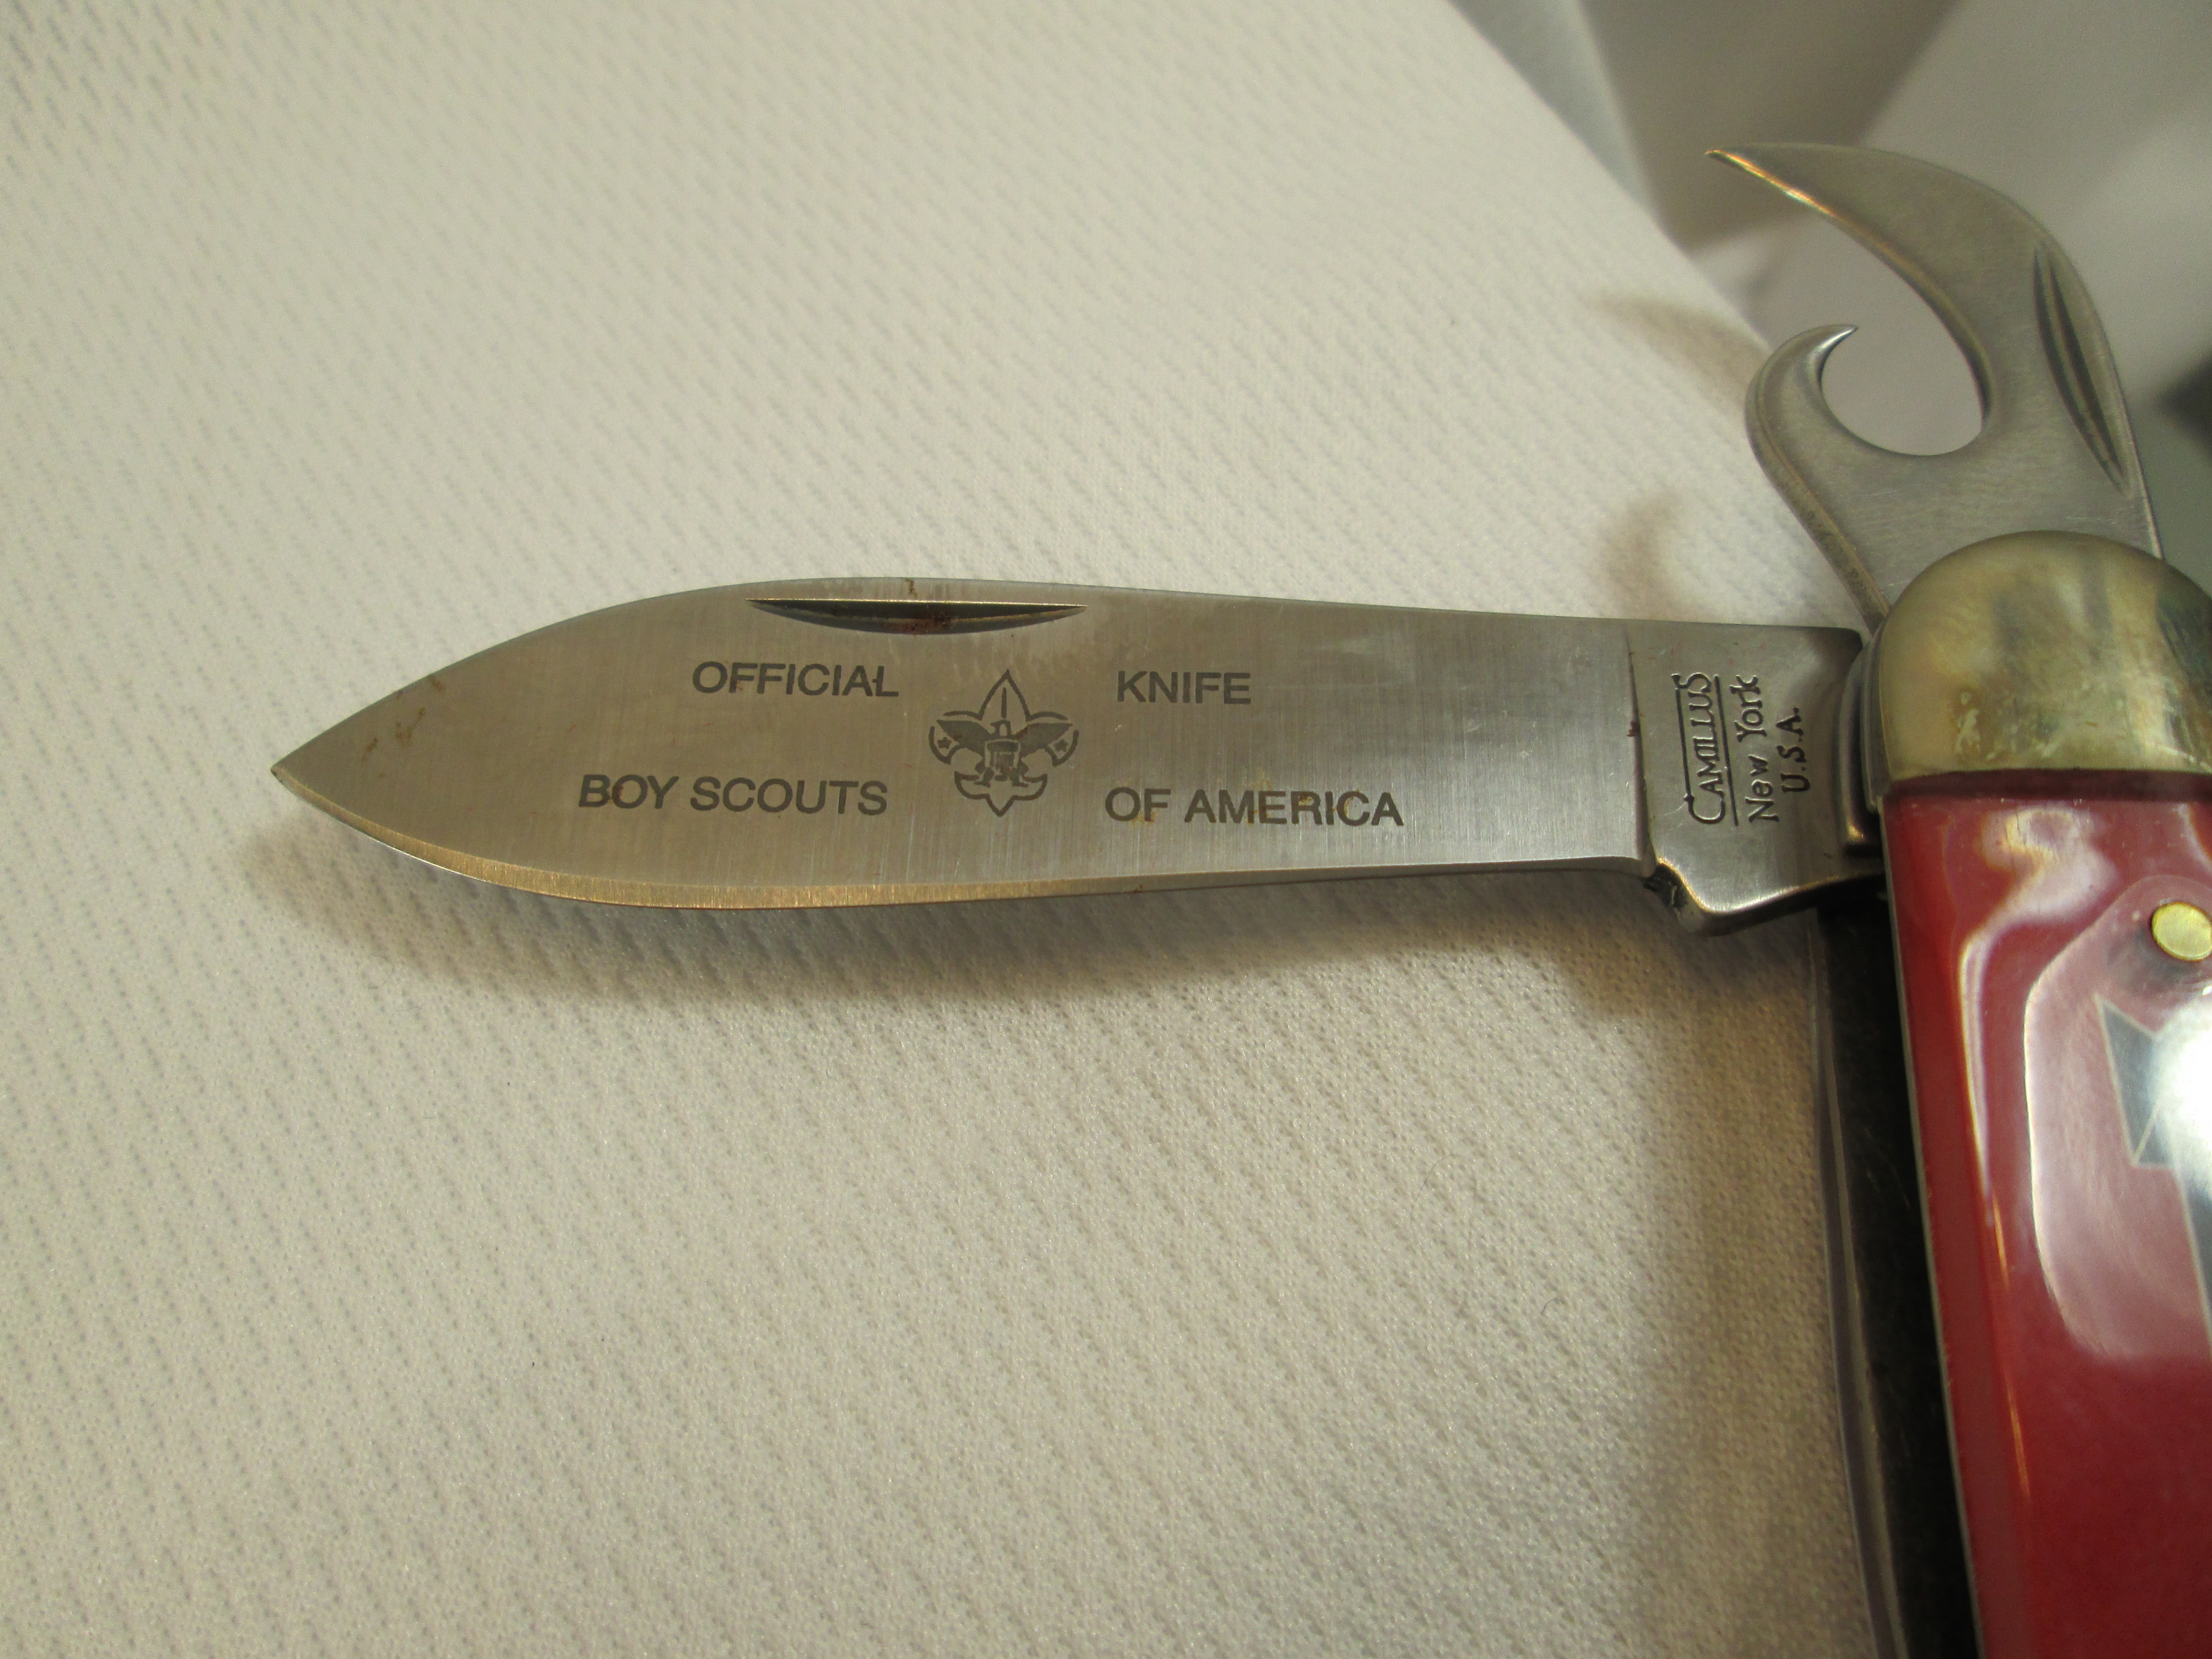 OFFICIAL KNIFE
BOY SCOUTS OF AMERICA
CAMILLUS
New York
U.S.A.